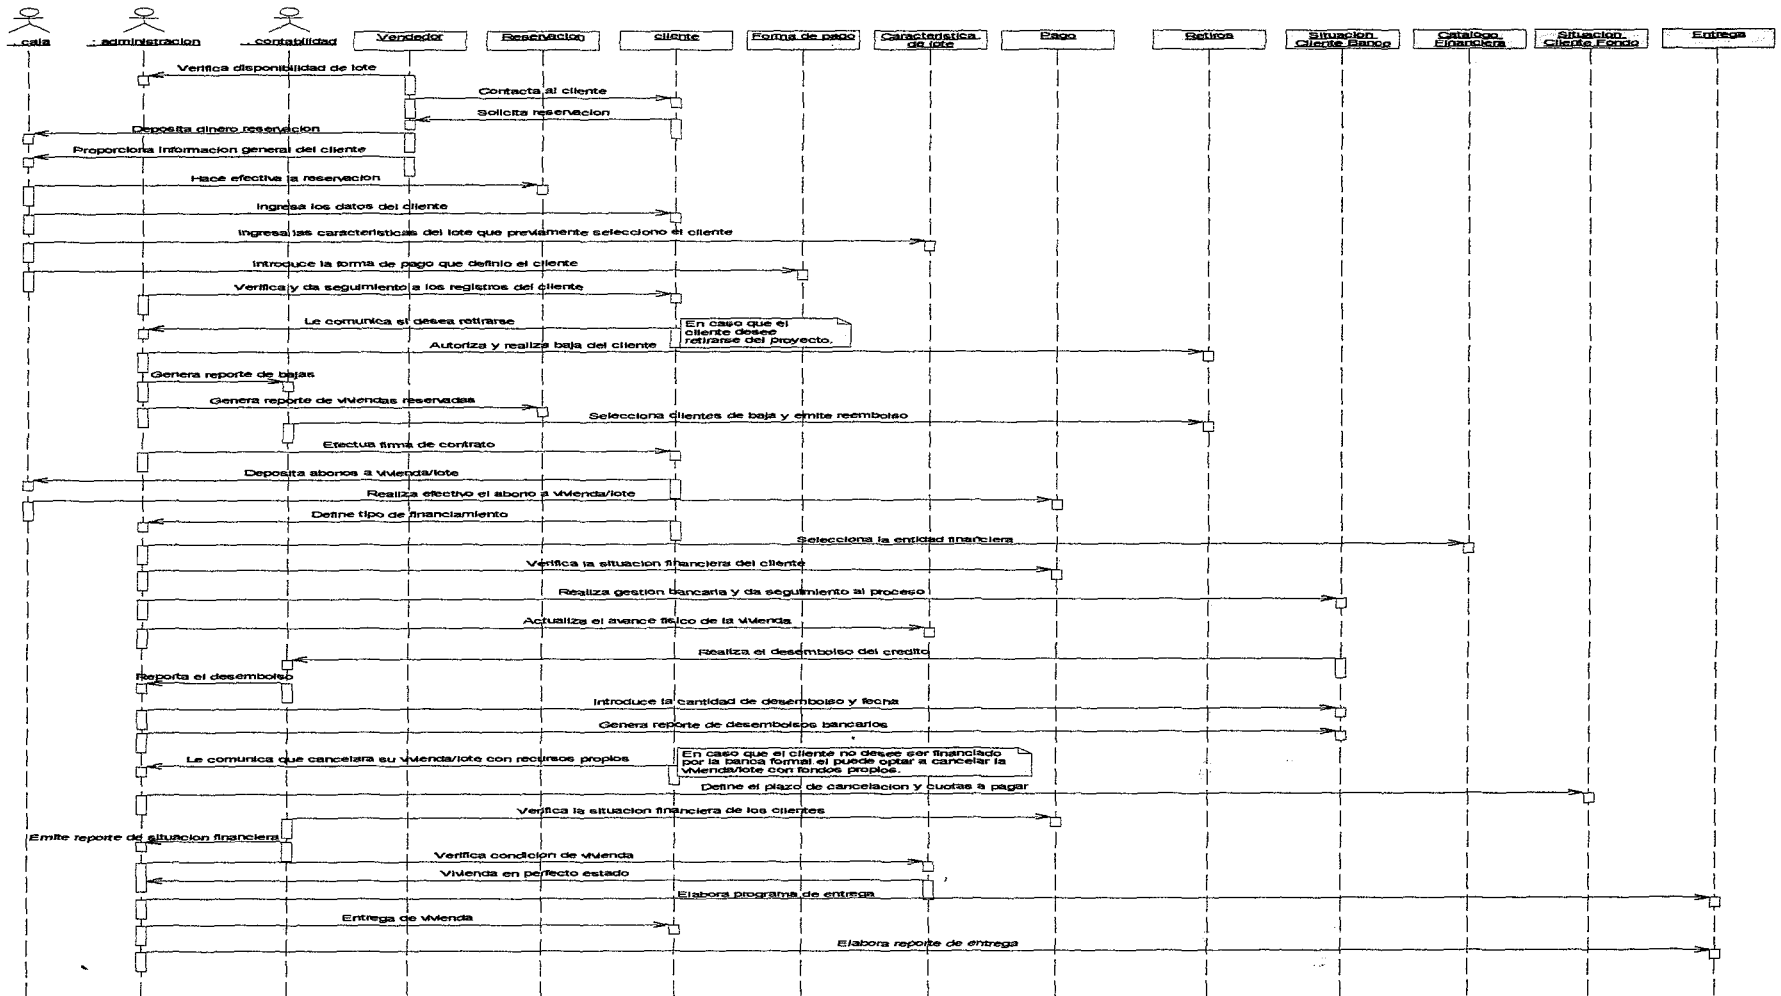 : caja
: administracion
: contabilidad
Vendedor
Reservacion
cliente
Forma de pago
Caracteristica
de lote
Pago
Retiros
Situacion
Cliente Banco
Catalogo
Financiera
Situacion
Cliente Fondo
Entrega
Verifica disponibilidad de lote
Contacta al cliente
Solicita reservacion
Deposita dinero reservacion
Proporciona informacion general del cliente
Hace efectiva la reservacion
Ingresa los datos del cliente
Ingresa las caracteristicas del lote que previamente selecciono el cliente
Introduce la forma de pago que definio el cliente
Verifica y da seguimiento a los registros del cliente
Le comunica si desea retirarse
En caso que el
cliente desee
retirarse del proyecto.
Autoriza y realiza baja del cliente
Genera reporte de bajas
Genera reporte de viviendas reservadas
Selecciona clientes de baja y emite reembolso
Efectua firma de contrato
Deposita abonos a vivienda/lote
Realiza efectivo el abono a vivienda/lote
Define tipo de financiamiento
Selecciona la entidad financiera
Verifica la situacion financiera del cliente
Realiza gestion bancaria y da seguimiento al proceso
Actualiza el avance fisico de la vivienda
Realiza el desembolso del credito
Reporta el desembolso
Introduce la cantidad de desembolso y fecha
Genera reporte de desembolsos bancarios
Le comunica que cancelara su vivienda/lote con recursos propios
En caso que el cliente no desee ser financiado
por la banca formal el puede optar a cancelar la
vivienda/lote con fondos propios.
Define el plazo de cancelacion y cuotas a pagar
Verifica la situacion financiera de los clientes
Emite reporte de situacion financiera
Verifica condicion de vivienda
Vivienda en perfecto estado
Elabora programa de entrega
Entrega de vivienda
Elabora reporte de entrega